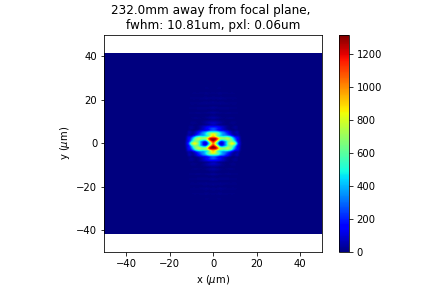 232.0mm away from focal plane,
fwhm: 10.81um, pxl: 0.06um
40
20
0
−20
−40
y (μm)
−40 −20 0 20 40
x (μm)
1200
1000
800
600
400
200
0